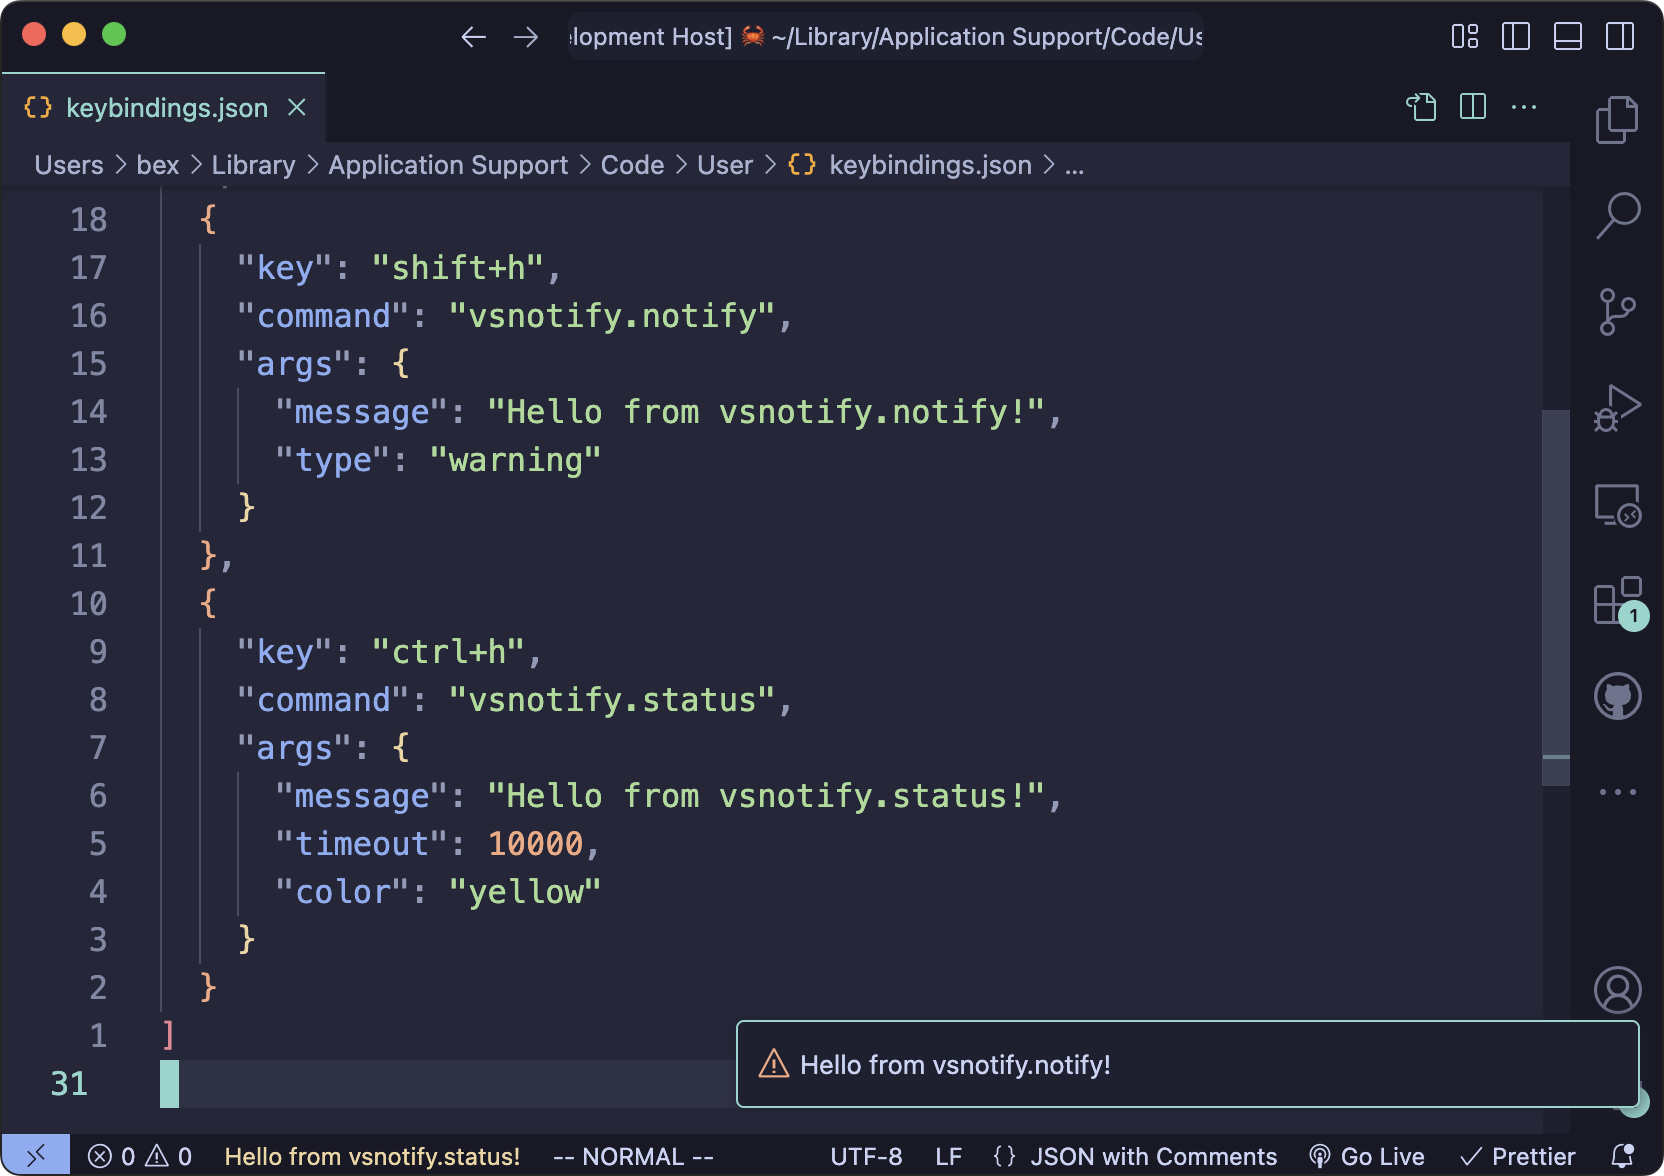 elopment Host] 🦀 ~/Library/Application Support/Code/Us
keybindings.json
Users > bex > Library > Application Support > Code > User > {} keybindings.json > ...
18 {
17 "key": "shift+h",
16 "command": "vsnotify.notify",
15 "args": {
14 "message": "Hello from vsnotify.notify!",
13 "type": "warning"
12 }
11 },
10 {
9 "key": "ctrl+h",
8 "command": "vsnotify.status",
7 "args": {
6 "message": "Hello from vsnotify.status!",
5 "timeout": 10000,
4 "color": "yellow"
3 }
2 }
1 ]
31
1
Hello from vsnotify.notify!
0 0 Hello from vsnotify.status! -- NORMAL -- UTF-8 LF {} JSON with Comments Go Live Prettier